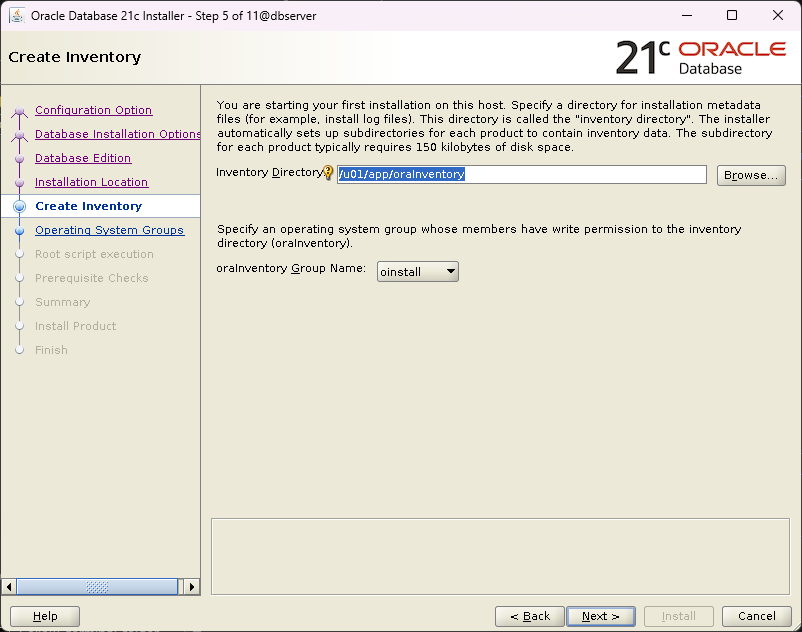 Oracle Database 21c Installer - Step 5 of 11@dbserver
Create Inventory
21c ORACLE
Database
Configuration Option
Database Installation Options
Database Edition
Installation Location
Create Inventory
Operating System Groups
Root script execution
Prerequisite Checks
Summary
Install Product
Finish
You are starting your first installation on this host. Specify a directory for installation metadata
files (for example, install log files). This directory is called the "inventory directory". The installer
automatically sets up subdirectories for each product to contain inventory data. The subdirectory
for each product typically requires 150 kilobytes of disk space.
Inventory Directory /u01/app/oraInventory Browse...
Specify an operating system group whose members have write permission to the inventory
directory (oraInventory).
oraInventory Group Name: oinstall
Help < Back Next > Install Cancel